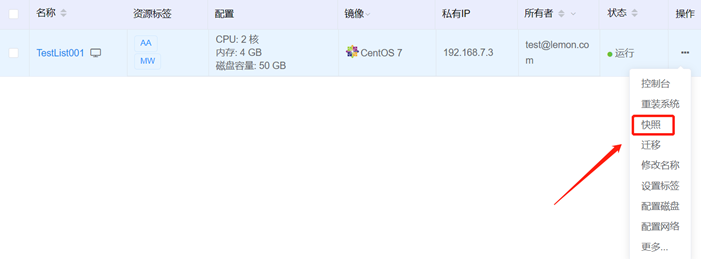 名称 资源标签 配置 镜像 私有IP 所有者 状态 操作
TestList001
AA
MW
CPU: 2 核
内存: 4 GB
磁盘容量: 50 GB
CentOS 7
192.168.7.3
test@lemon.co
m
运行
控制台
重装系统
快照
迁移
修改名称
设置标签
配置磁盘
配置网络
更多...